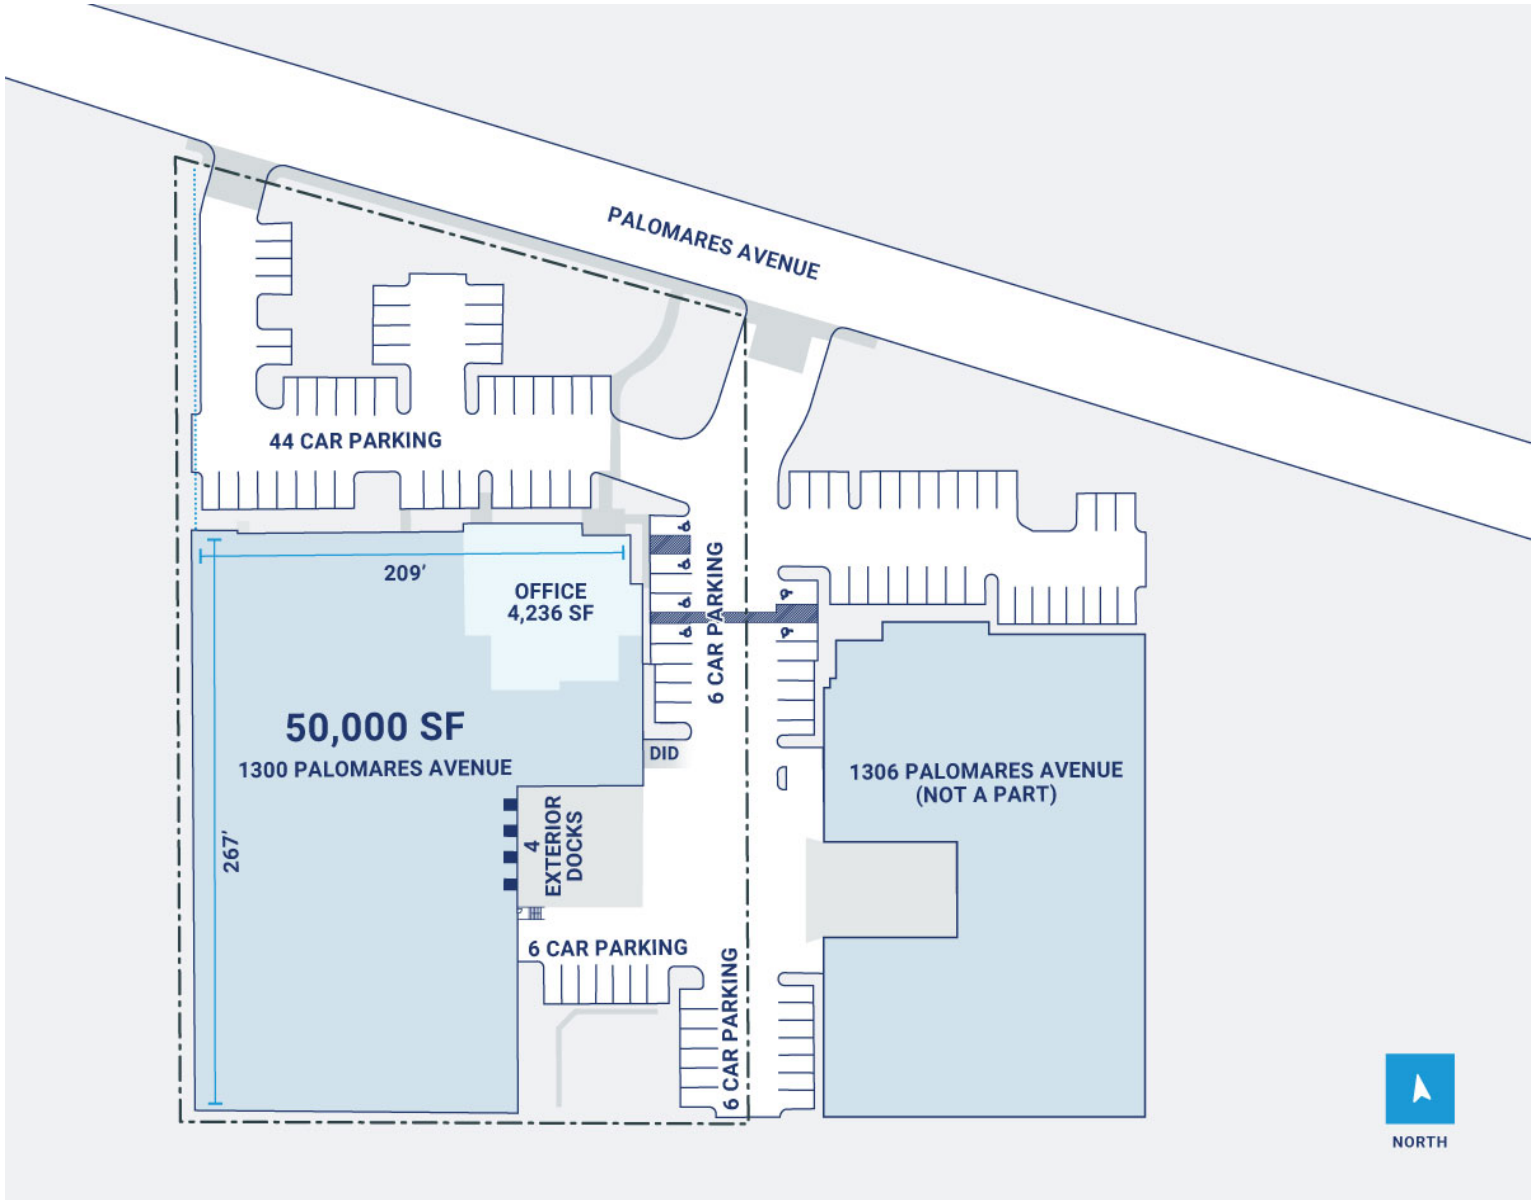 PALOMARES AVENUE
44 CAR PARKING
209’
OFFICE
4,236 SF
6 CAR PARKING
50,000 SF
1300 PALOMARES AVENUE
DID
1306 PALOMARES AVENUE
(NOT A PART)
267’
4
EXTERIOR
DOCKS
6 CAR PARKING
6 CAR PARKING
NORTH